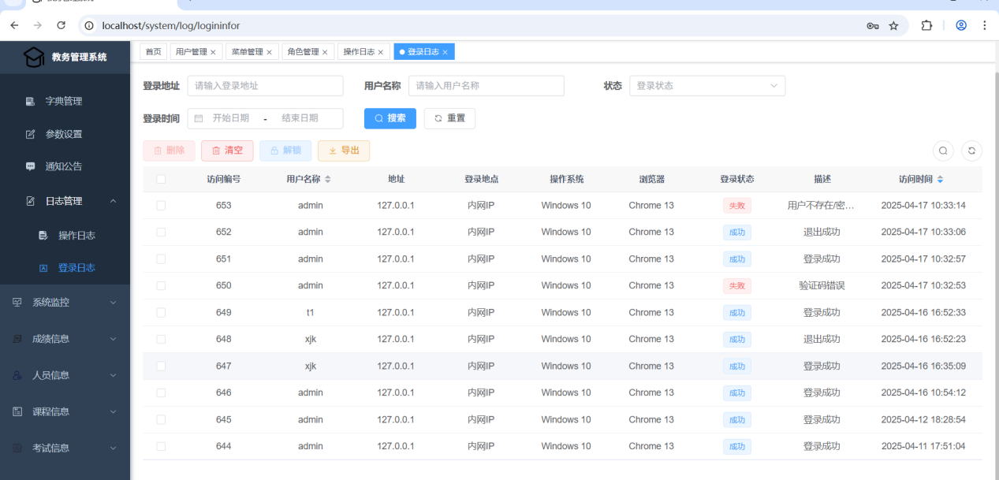 localhost/system/log/logininfor
教务管理系统
首页 用户管理 × 菜单管理 × 角色管理 × 操作日志 × 登录日志 ×
字典管理
参数设置
通知公告
日志管理
操作日志
登录日志
系统监控
成绩信息
人员信息
课程信息
考试信息
登录地址 请输入登录地址 用户名称 请输入用户名称 状态 登录状态
登录时间 开始日期 - 结束日期 搜索 重置
删除 清空 解锁 导出
访问编号 用户名称 地址 登录地点 操作系统 浏览器 登录状态 描述 访问时间
653 admin 127.0.0.1 内网IP Windows 10 Chrome 13 失败 用户不存在/密... 2025-04-17 10:33:14
652 admin 127.0.0.1 内网IP Windows 10 Chrome 13 成功 退出成功 2025-04-17 10:33:06
651 admin 127.0.0.1 内网IP Windows 10 Chrome 13 成功 登录成功 2025-04-17 10:32:57
650 admin 127.0.0.1 内网IP Windows 10 Chrome 13 失败 验证码错误 2025-04-17 10:32:53
649 t1 127.0.0.1 内网IP Windows 10 Chrome 13 成功 登录成功 2025-04-16 16:52:33
648 xjk 127.0.0.1 内网IP Windows 10 Chrome 13 成功 退出成功 2025-04-16 16:52:23
647 xjk 127.0.0.1 内网IP Windows 10 Chrome 13 成功 登录成功 2025-04-16 16:35:09
646 admin 127.0.0.1 内网IP Windows 10 Chrome 13 成功 登录成功 2025-04-16 10:54:12
645 admin 127.0.0.1 内网IP Windows 10 Chrome 13 成功 登录成功 2025-04-12 18:28:54
644 admin 127.0.0.1 内网IP Windows 10 Chrome 13 成功 登录成功 2025-04-11 17:51:04